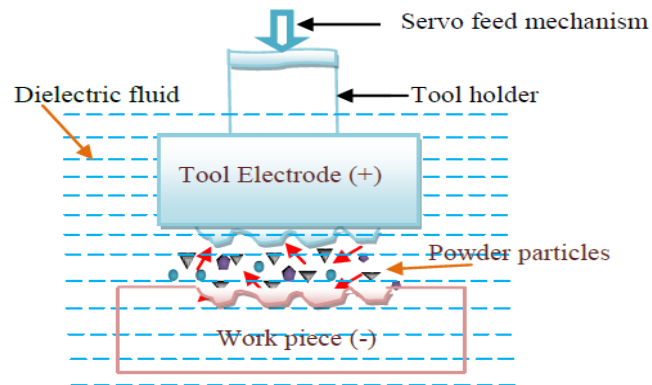 Servo feed mechanism
Dielectric fluid
Tool holder
Tool Electrode (+)
Powder particles
Work piece (-)